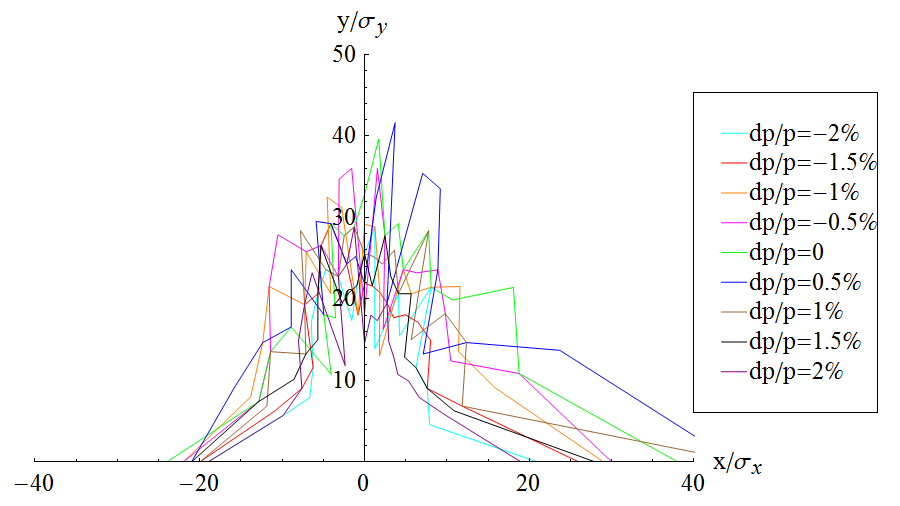 y/σy
50
40
30
20
10
−40
−20
0
20
40
x/σx
dp/p=−2%
dp/p=−1.5%
dp/p=−1%
dp/p=−0.5%
dp/p=0
dp/p=0.5%
dp/p=1%
dp/p=1.5%
dp/p=2%